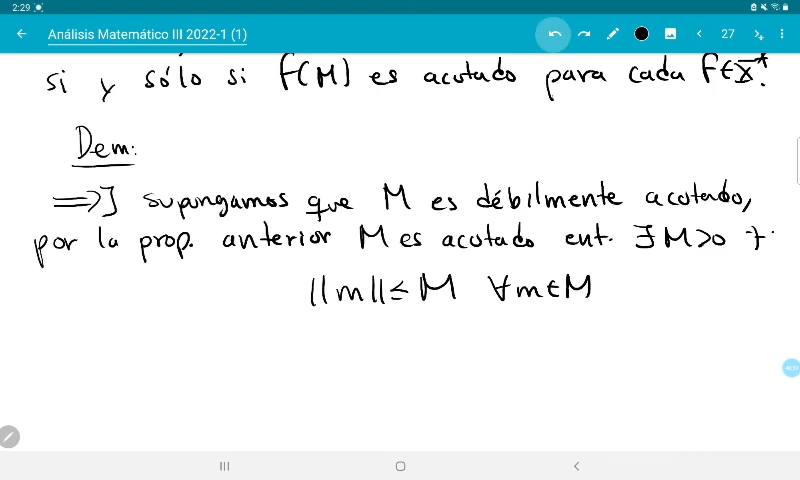 2:29
Análisis Matemático III 2022-1 (1)
27
si y sólo si f(M) es acotado para cada f∈X*.
Dem:
⇒] supongamos que M es débilmente acotado,
por la prop. anterior M es acotado ent. ∃ M>0 t.
||m|| ≤ M ∀m∈M